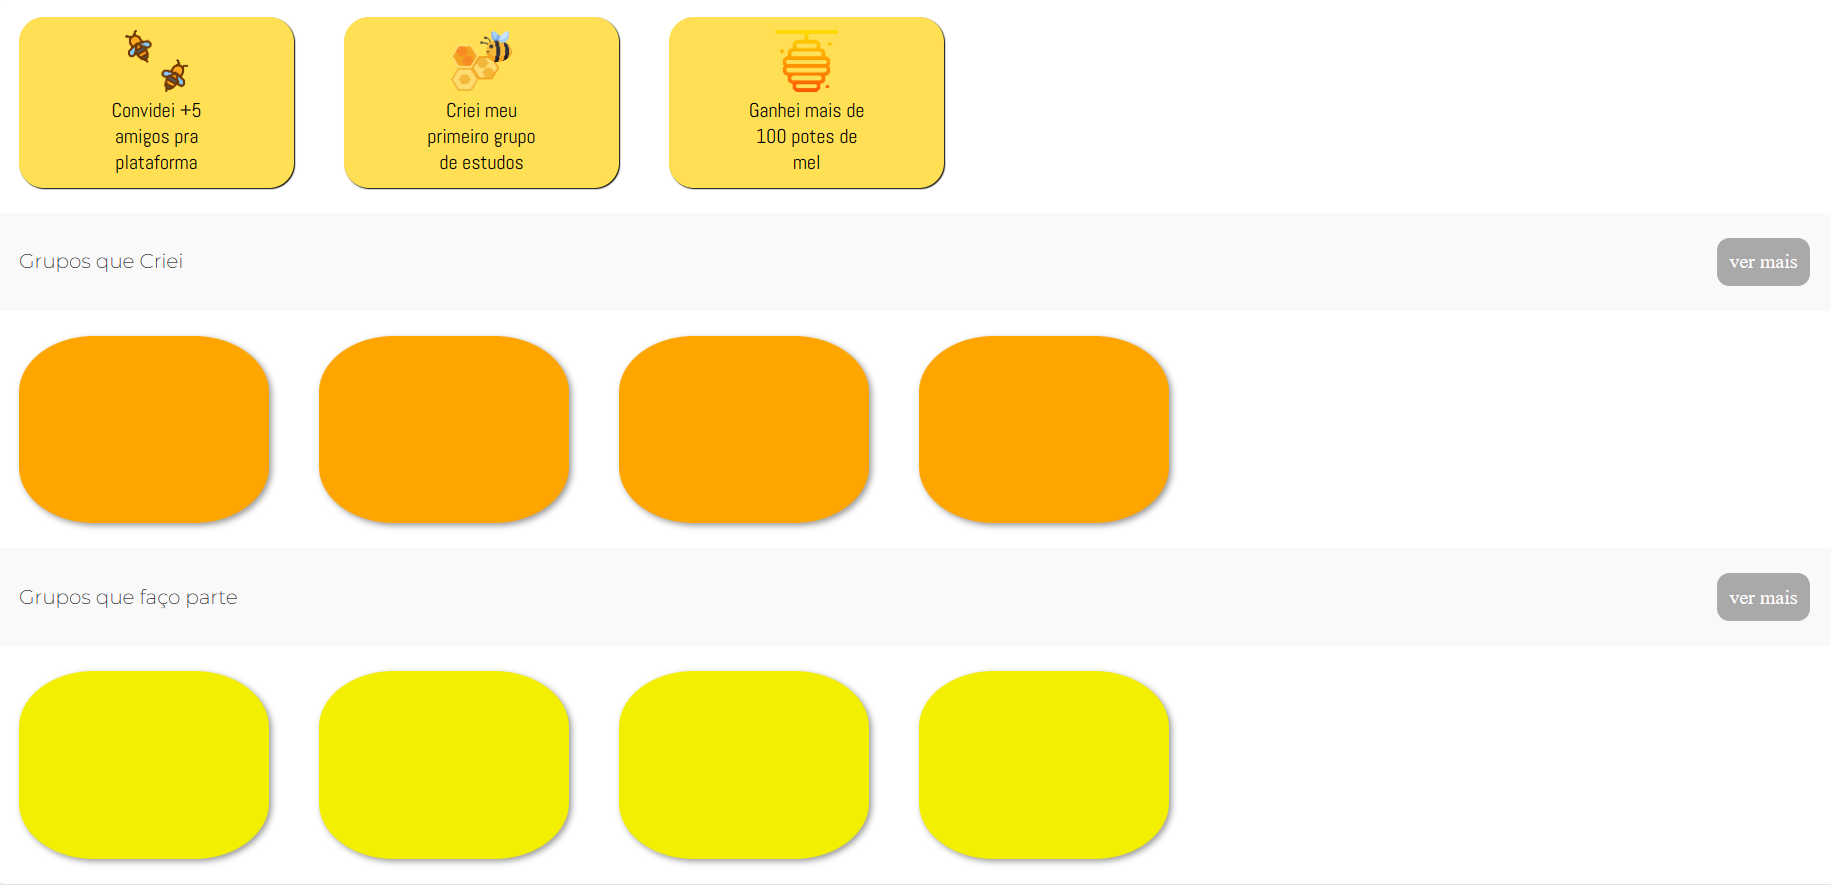 Convidei +5
amigos pra
plataforma
Criei meu
primeiro grupo
de estudos
Ganhei mais de
100 potes de
mel
Grupos que Criei
ver mais
Grupos que faço parte
ver mais